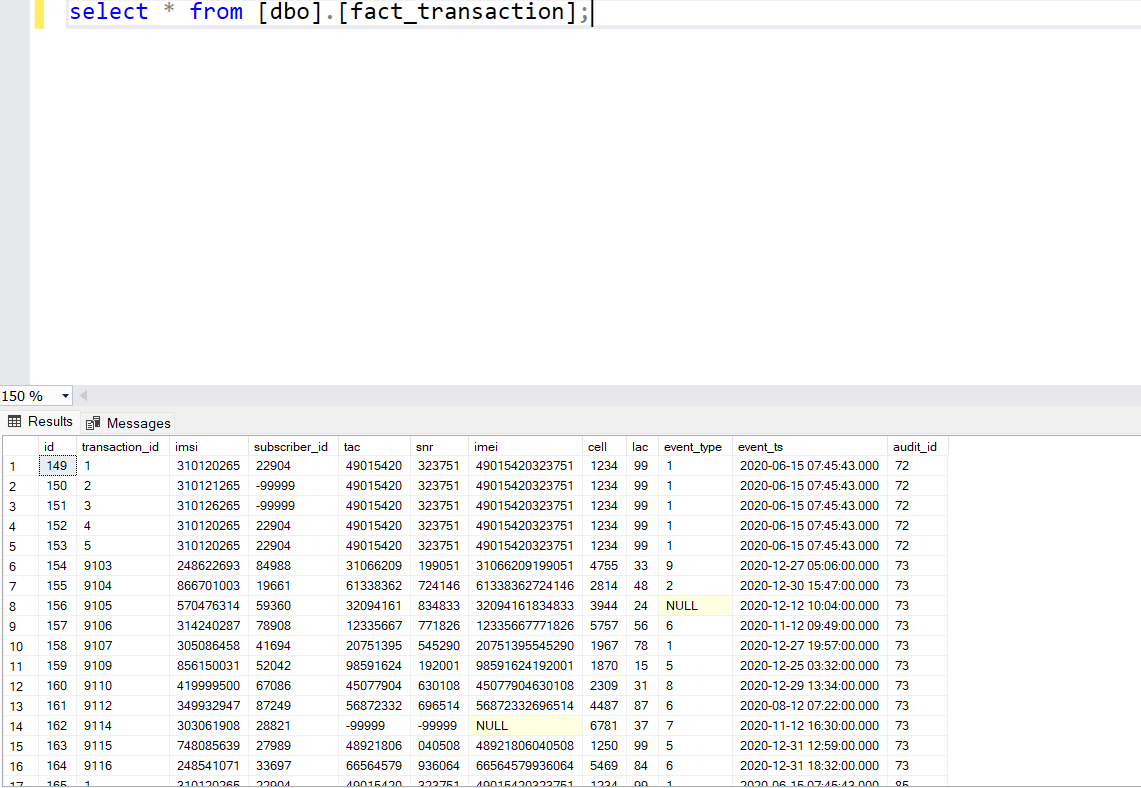 select * from [dbo].[fact_transaction];
150 %
Results Messages
id transaction_id imsi subscriber_id tac snr imei cell lac event_type event_ts audit_id
1 149 1 310120265 22904 49015420 323751 49015420323751 1234 99 1 2020-06-15 07:45:43.000 72
2 150 2 310121265 -99999 49015420 323751 49015420323751 1234 99 1 2020-06-15 07:45:43.000 72
3 151 3 310126265 -99999 49015420 323751 49015420323751 1234 99 1 2020-06-15 07:45:43.000 72
4 152 4 310120265 22904 49015420 323751 49015420323751 1234 99 1 2020-06-15 07:45:43.000 72
5 153 5 310120265 22904 49015420 323751 49015420323751 1234 99 1 2020-06-15 07:45:43.000 72
6 154 9103 248622693 84988 31066209 199051 31066209199051 4755 33 9 2020-12-27 05:06:00.000 73
7 155 9104 866701003 19661 61338362 724146 61338362724146 2814 48 2 2020-12-30 15:47:00.000 73
8 156 9105 570476314 59360 32094161 834833 32094161834833 3944 24 NULL 2020-12-12 10:04:00.000 73
9 157 9106 314240287 78908 12335667 771826 12335667771826 5757 56 6 2020-11-12 09:49:00.000 73
10 158 9107 305086458 41694 20751395 545290 20751395545290 1967 78 1 2020-12-27 19:57:00.000 73
11 159 9109 856150031 52042 98591624 192001 98591624192001 1870 15 5 2020-12-25 03:32:00.000 73
12 160 9110 419999500 67086 45077904 630108 45077904630108 2309 31 8 2020-12-29 13:34:00.000 73
13 161 9112 349932947 87249 56872332 696514 56872332696514 4487 87 6 2020-08-12 07:22:00.000 73
14 162 9114 303061908 28821 -99999 -99999 NULL 6781 37 7 2020-11-12 16:30:00.000 73
15 163 9115 748085639 27989 48921806 040508 48921806040508 1250 99 5 2020-12-31 12:59:00.000 73
16 164 9116 248541071 33697 66564579 936064 66564579936064 5469 84 6 2020-12-31 18:32:00.000 73
17 165 1 310120265 22904 49015420 323751 49015420323751 1234 99 1 2020-06-15 07:45:43.000 85